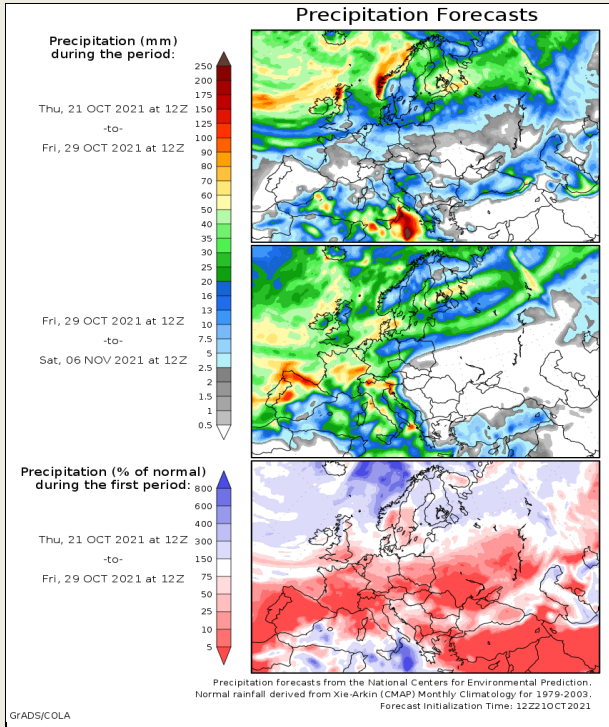 Precipitation Forecasts
Precipitation (mm)
during the period:
Thu, 21 OCT 2021 at 12Z
-to-
Fri, 29 OCT 2021 at 12Z
250
200
175
150
125
100
90
80
70
60
50
40
35
30
25
20
16
13
10
7.5
5
2.5
2
1.5
1
0.5
Fri, 29 OCT 2021 at 12Z
-to-
Sat, 06 NOV 2021 at 12Z
Precipitation (% of normal)
during the first period:
Thu, 21 OCT 2021 at 12Z
-to-
Fri, 29 OCT 2021 at 12Z
800
600
400
300
150
75
50
25
10
5
Precipitation forecasts from the National Centers for Environmental Prediction.
Normal rainfall derived from Xie-Arkin (CMAP) Monthly Climatology for 1979-2003.
Forecast Initialization Time: 12Z21OCT2021
GrADS/COLA